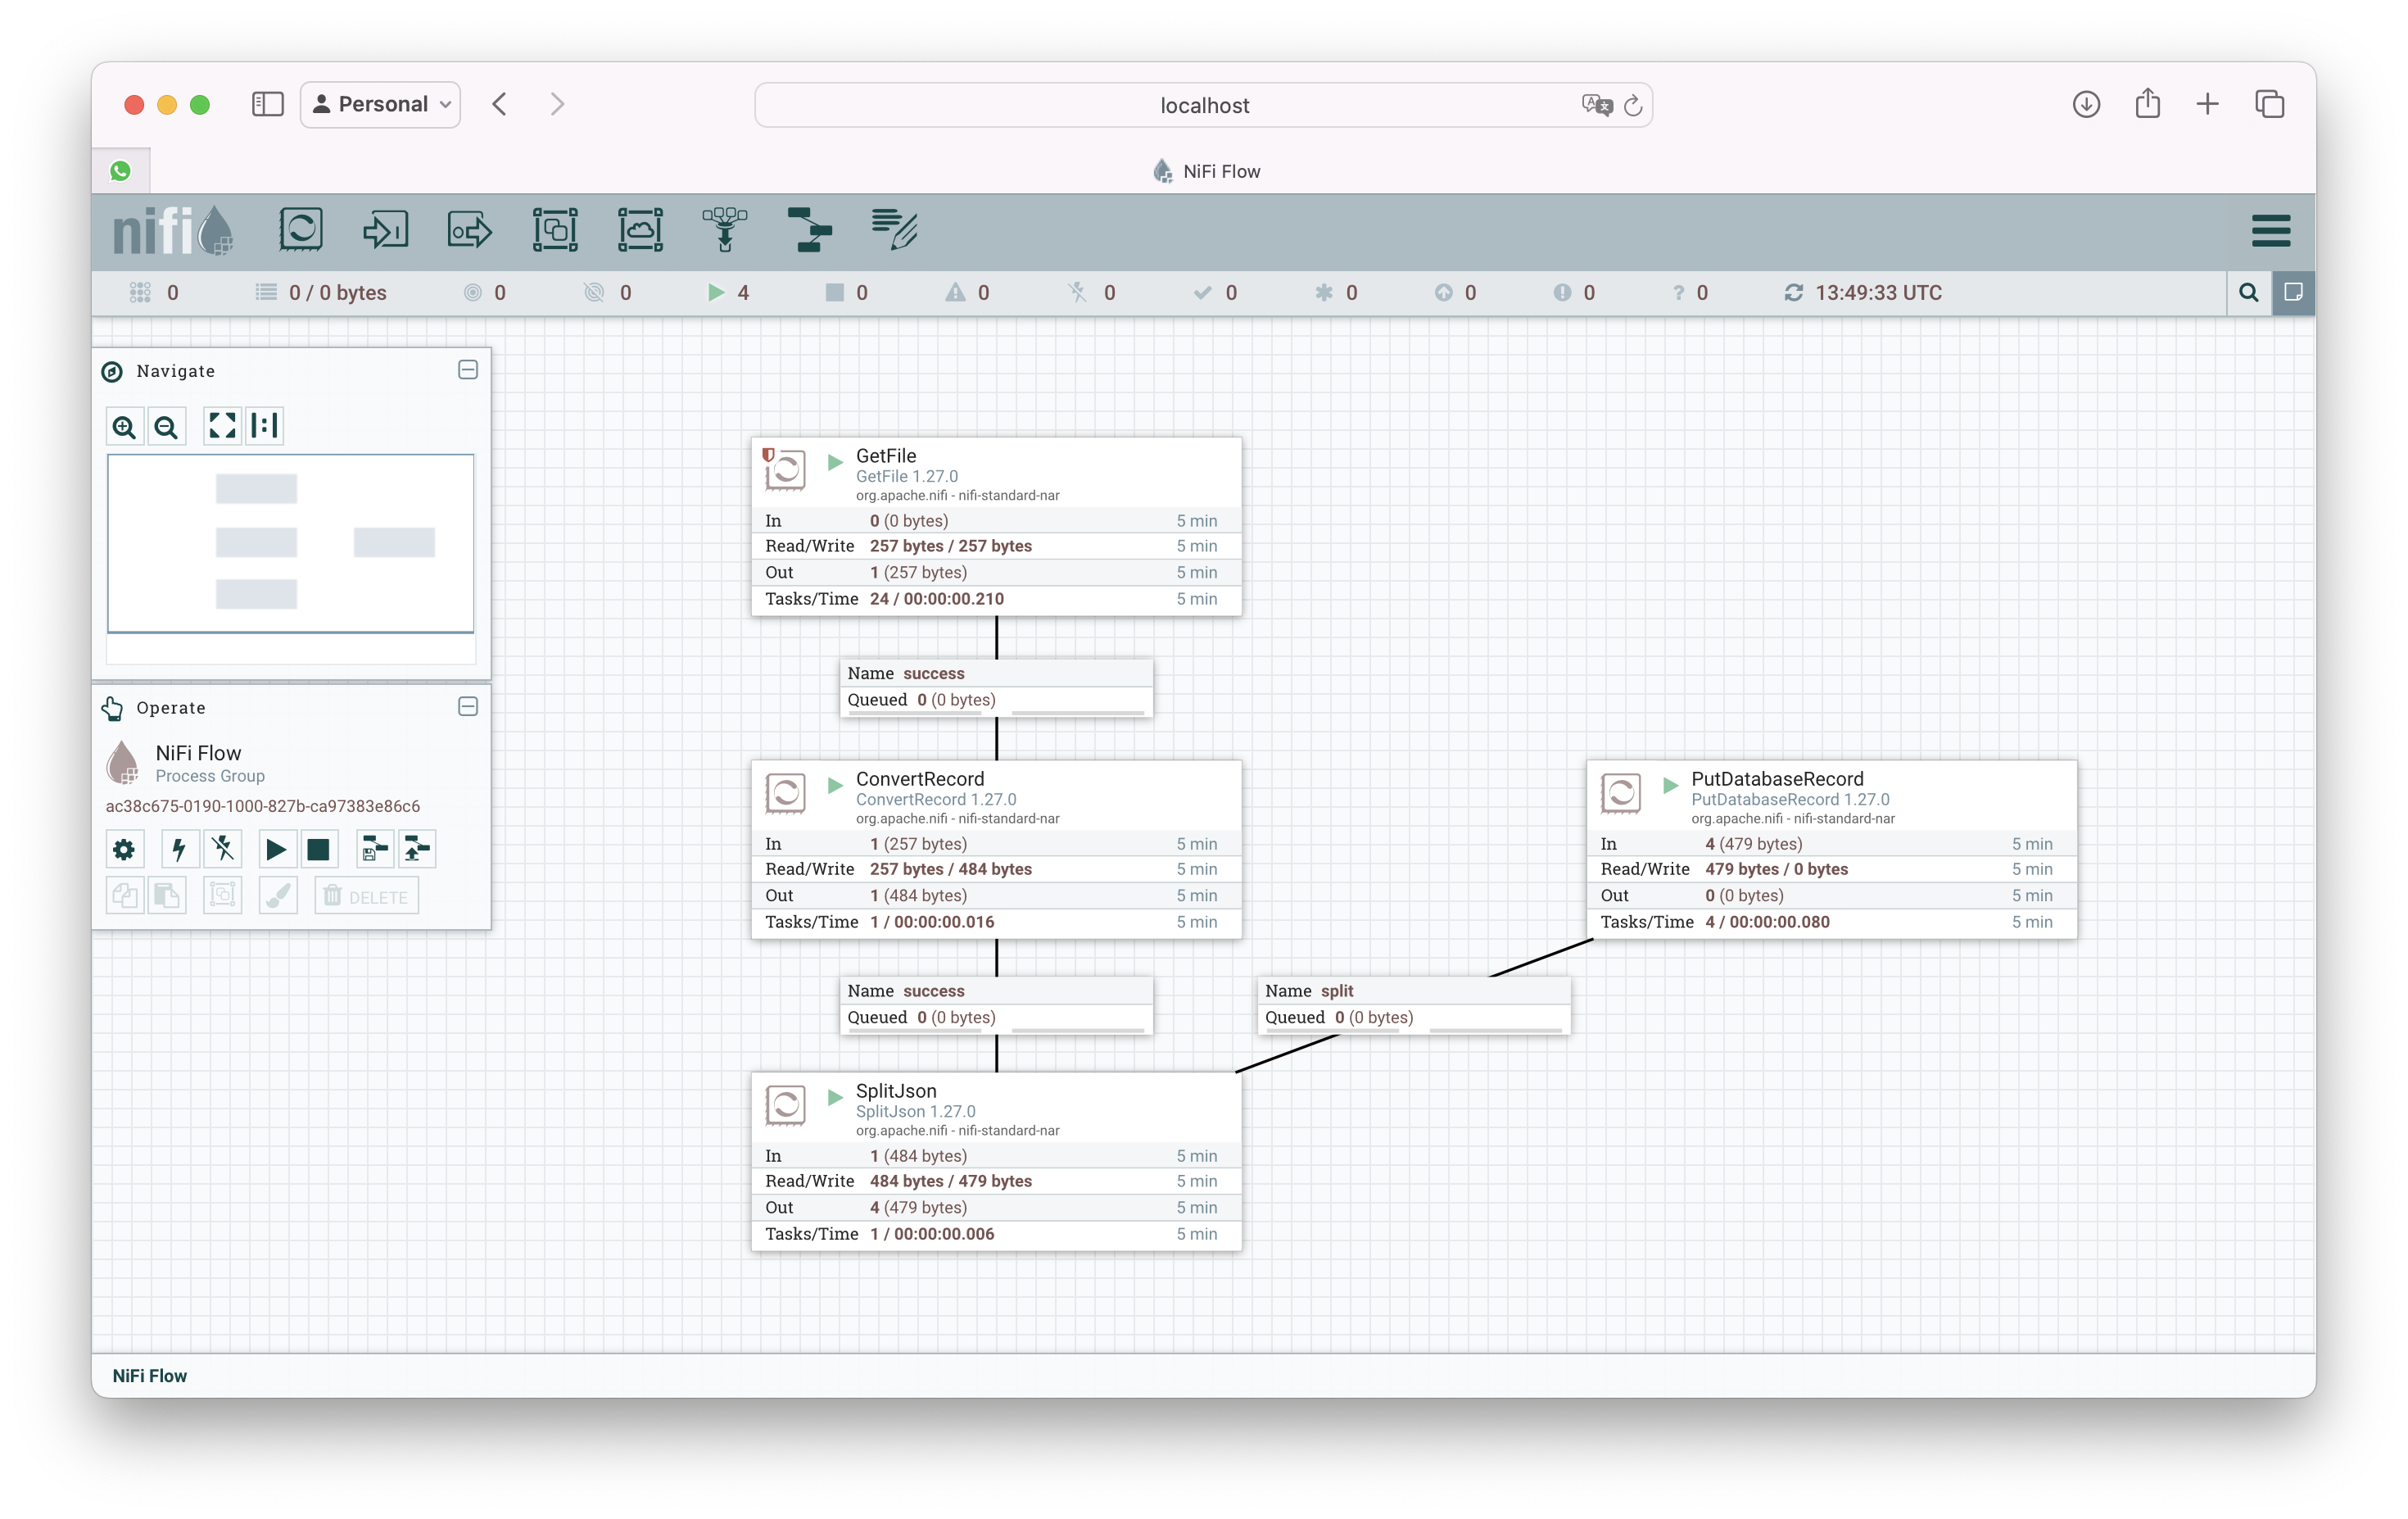 Personal
localhost
NiFi Flow
nifi
0
0 / 0 bytes
0
0
4
0
0
0
0
0
0
0
0
13:49:33 UTC
Navigate
Operate
NiFi Flow
Process Group
ac38c675-0190-1000-827b-ca97383e86c6
DELETE
GetFile
GetFile 1.27.0
org.apache.nifi - nifi-standard-nar
In 0 (0 bytes) 5 min
Read/Write 257 bytes / 257 bytes 5 min
Out 1 (257 bytes) 5 min
Tasks/Time 24 / 00:00:00.210 5 min
Name success
Queued 0 (0 bytes)
ConvertRecord
ConvertRecord 1.27.0
org.apache.nifi - nifi-standard-nar
In 1 (257 bytes) 5 min
Read/Write 257 bytes / 484 bytes 5 min
Out 1 (484 bytes) 5 min
Tasks/Time 1 / 00:00:00.016 5 min
Name success
Queued 0 (0 bytes)
SplitJson
SplitJson 1.27.0
org.apache.nifi - nifi-standard-nar
In 1 (484 bytes) 5 min
Read/Write 484 bytes / 479 bytes 5 min
Out 4 (479 bytes) 5 min
Tasks/Time 1 / 00:00:00.006 5 min
Name split
Queued 0 (0 bytes)
PutDatabaseRecord
PutDatabaseRecord 1.27.0
org.apache.nifi - nifi-standard-nar
In 4 (479 bytes) 5 min
Read/Write 479 bytes / 0 bytes 5 min
Out 0 (0 bytes) 5 min
Tasks/Time 4 / 00:00:00.080 5 min
NiFi Flow